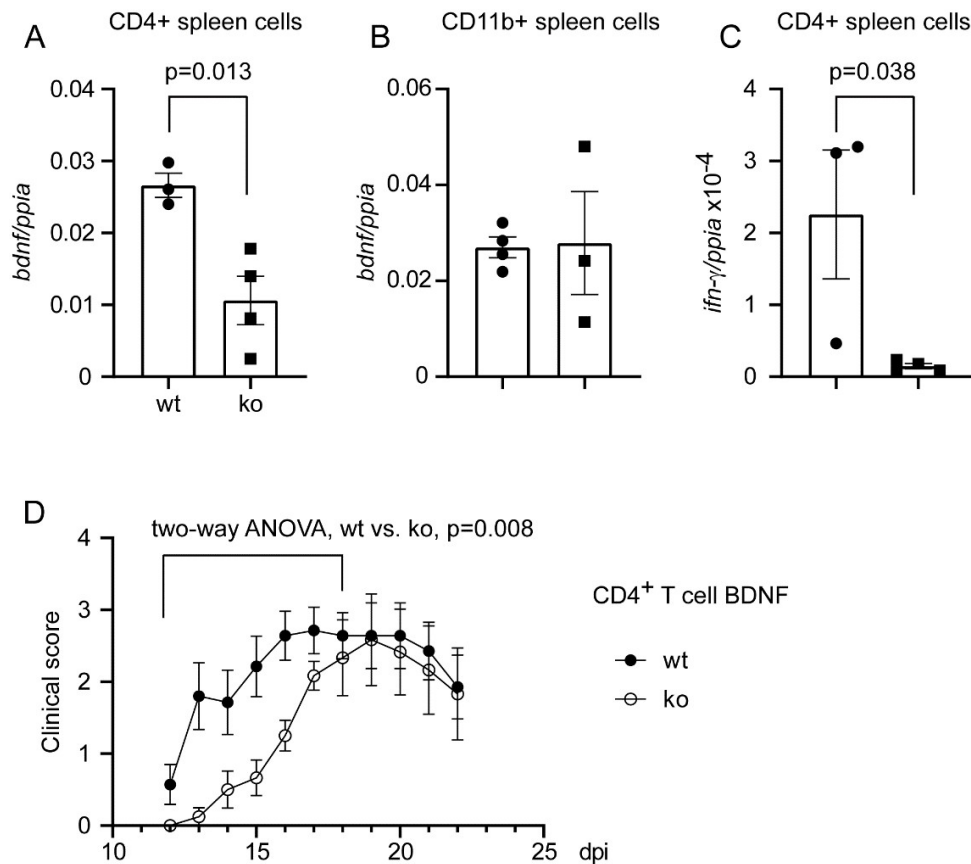 A
CD4+ spleen cells
p=0.013
bdnf/ppia
0.04
0.03
0.02
0.01
0
wt
ko
B
CD11b+ spleen cells
bdnf/ppia
0.06
0.04
0.02
0
C
CD4+ spleen cells
p=0.038
ifn-γ/ppia x10-4
4
3
2
1
0
D
two-way ANOVA, wt vs. ko, p=0.008
Clinical score
4
3
2
1
0
10
15
20
25
dpi
CD4⁺ T cell BDNF
wt
ko